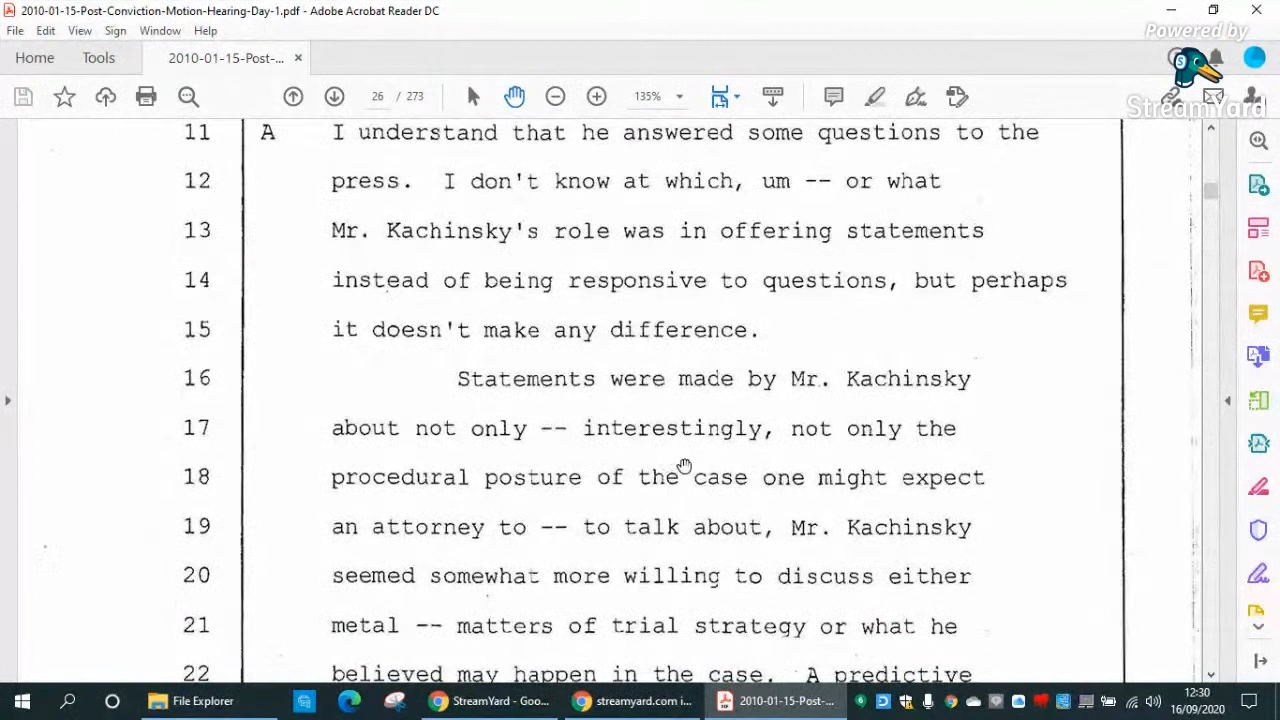 2010-01-15-Post-Conviction-Motion-Hearing-Day-1.pdf - Adobe Acrobat Reader DC
File Edit View Sign Window Help
Powered by
StreamYard
Home Tools 2010-01-15-Post-... ×
26 / 273 135%
11 A I understand that he answered some questions to the
12 press. I don't know at which, um -- or what
13 Mr. Kachinsky's role was in offering statements
14 instead of being responsive to questions, but perhaps
15 it doesn't make any difference.
16 Statements were made by Mr. Kachinsky
17 about not only -- interestingly, not only the
18 procedural posture of the case one might expect
19 an attorney to -- to talk about, Mr. Kachinsky
20 seemed somewhat more willing to discuss either
21 metal -- matters of trial strategy or what he
22 believed may happen in the case. A predictive
File Explorer StreamYard - Goo... streamyard.com i... 2010-01-15-Post-... 12:30
16/09/2020